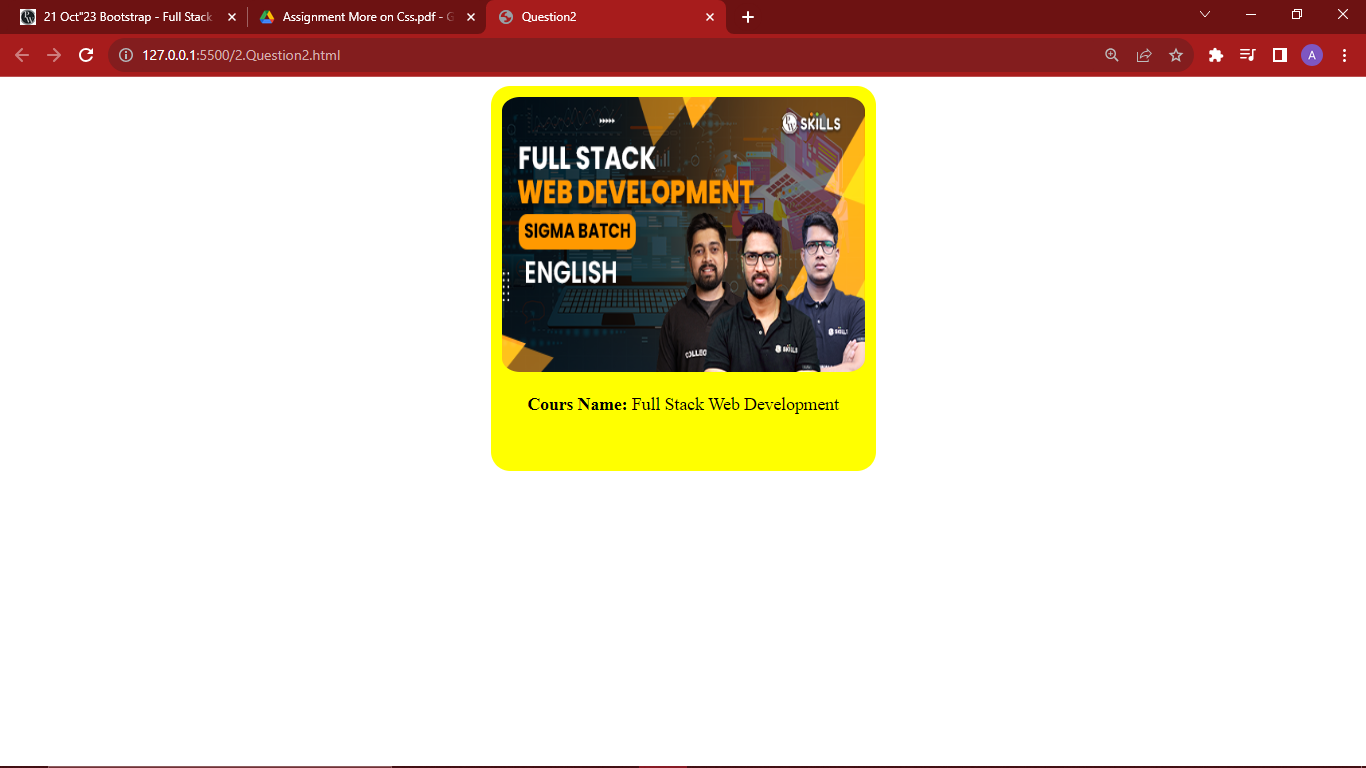 21 Oct"23 Bootstrap - Full Stack
Assignment More on Css.pdf - G
Question2
127.0.0.1:5500/2.Question2.html
A
SKILLS
FULL STACK
WEB DEVELOPMENT
SIGMA BATCH
ENGLISH
SKILLS
SKILLS
COLLEG
Cours Name: Full Stack Web Development